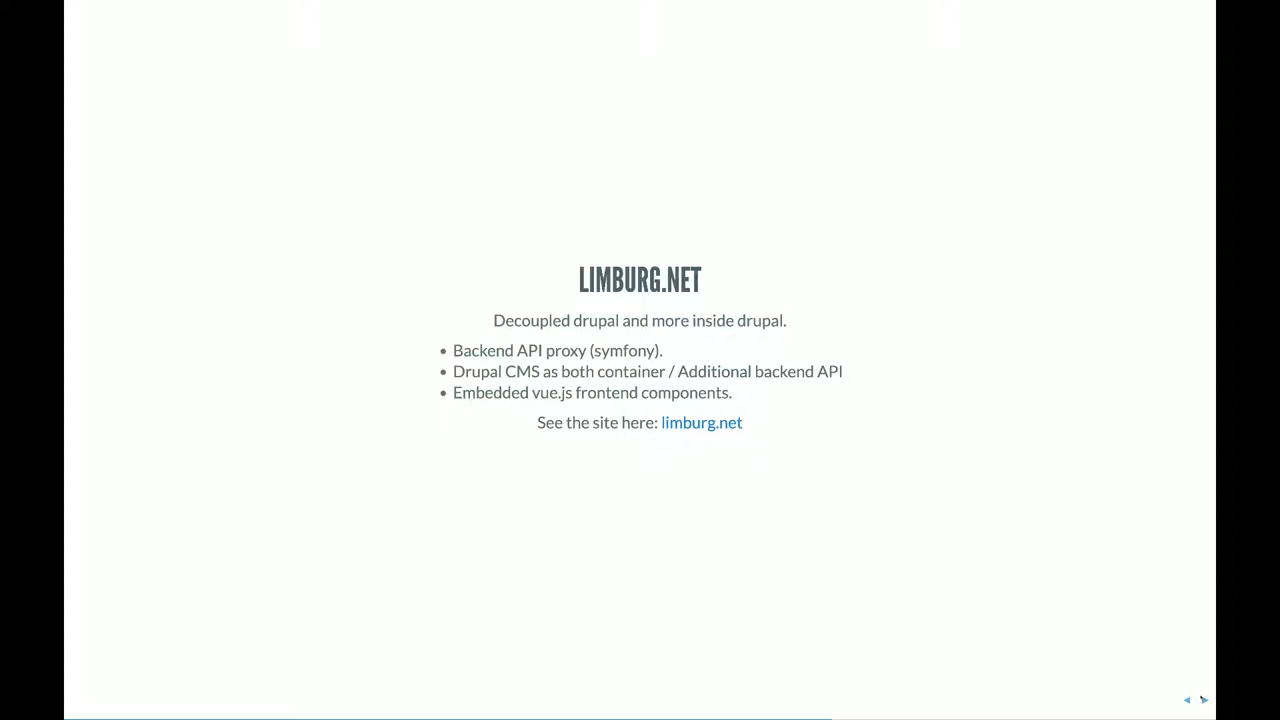 LIMBURG.NET
Decoupled drupal and more inside drupal.
• Backend API proxy (symfony).
• Drupal CMS as both container / Additional backend API
• Embedded vue.js frontend components.
See the site here: limburg.net